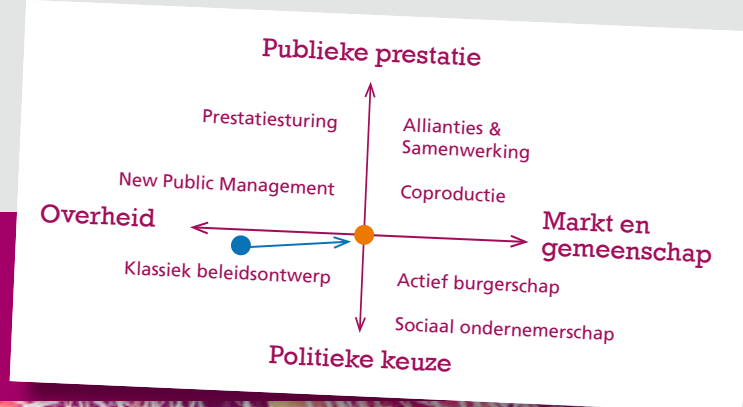 Publieke prestatie
Prestatiesturing
Allianties &
Samenwerking
New Public Management
Coproductie
Overheid
Markt en
gemeenschap
Klassiek beleidsontwerp
Actief burgerschap
Sociaal ondernemerschap
Politieke keuze